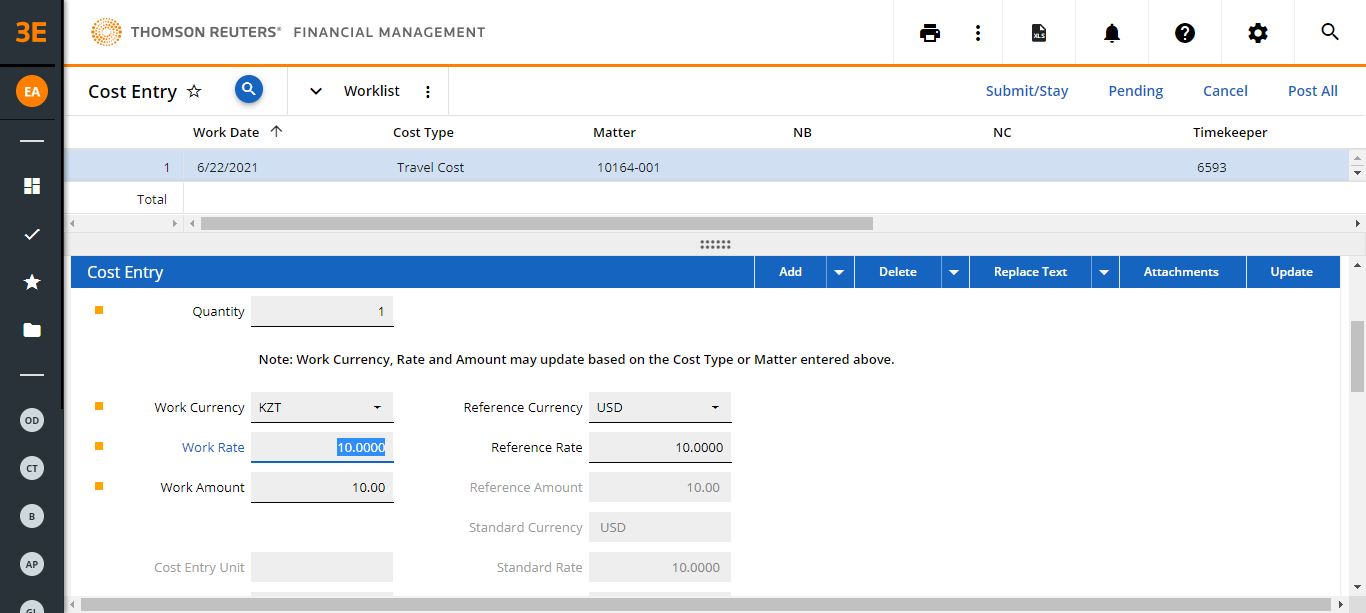 3E
THOMSON REUTERS® FINANCIAL MANAGEMENT
XLS
EA
Cost Entry
Worklist
Submit/Stay Pending Cancel Post All
Work Date Cost Type Matter NB NC Timekeeper
1 6/22/2021 Travel Cost 10164-001 6593
Total
Cost Entry Add Delete Replace Text Attachments Update
Quantity 1
Note: Work Currency, Rate and Amount may update based on the Cost Type or Matter entered above.
Work Currency KZT Reference Currency USD
Work Rate 10.0000 Reference Rate 10.0000
Work Amount 10.00 Reference Amount 10.00
Standard Currency USD
Cost Entry Unit Standard Rate 10.0000
OD
CT
B
AP
GL